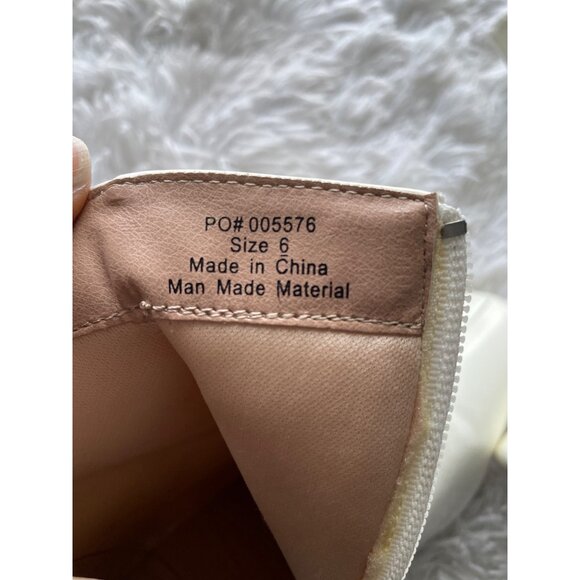 PO# 005576
Size 6
Made in China
Man Made Material